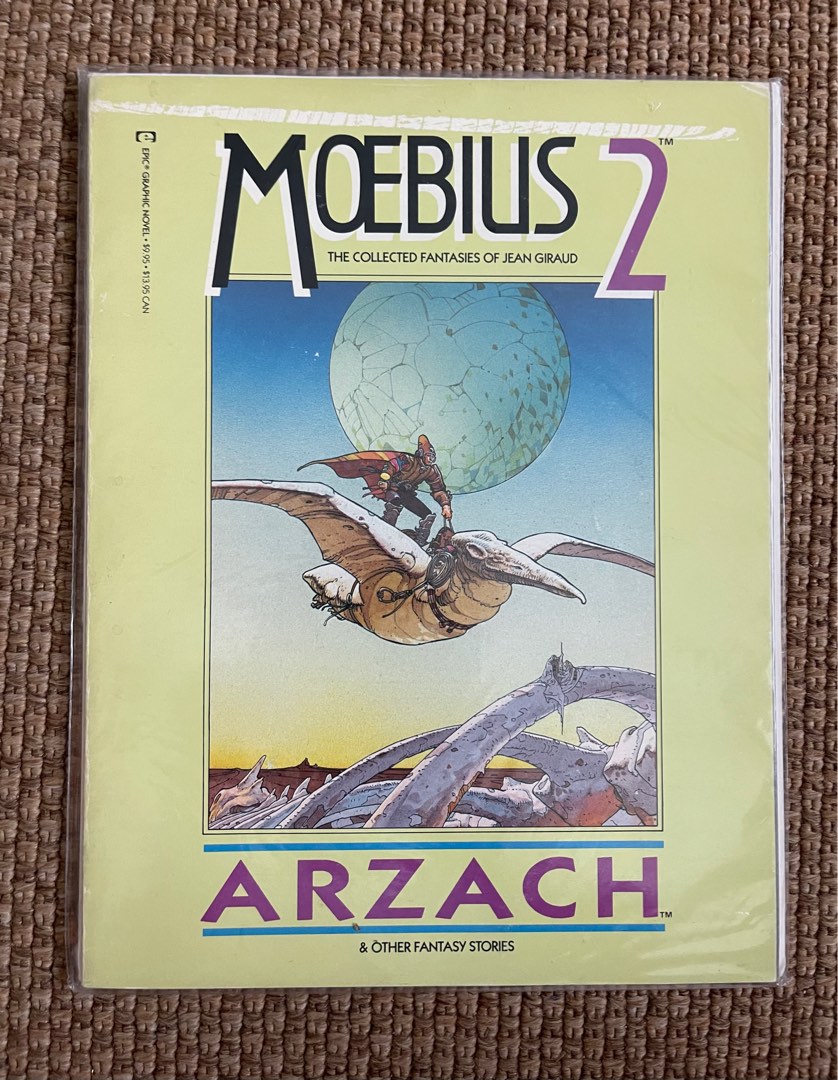 EPIC® GRAPHIC NOVEL • $9.95 • $13.95 CAN
MŒBIUS 2™
THE COLLECTED FANTASIES OF JEAN GIRAUD
ARZACH™
& OTHER FANTASY STORIES